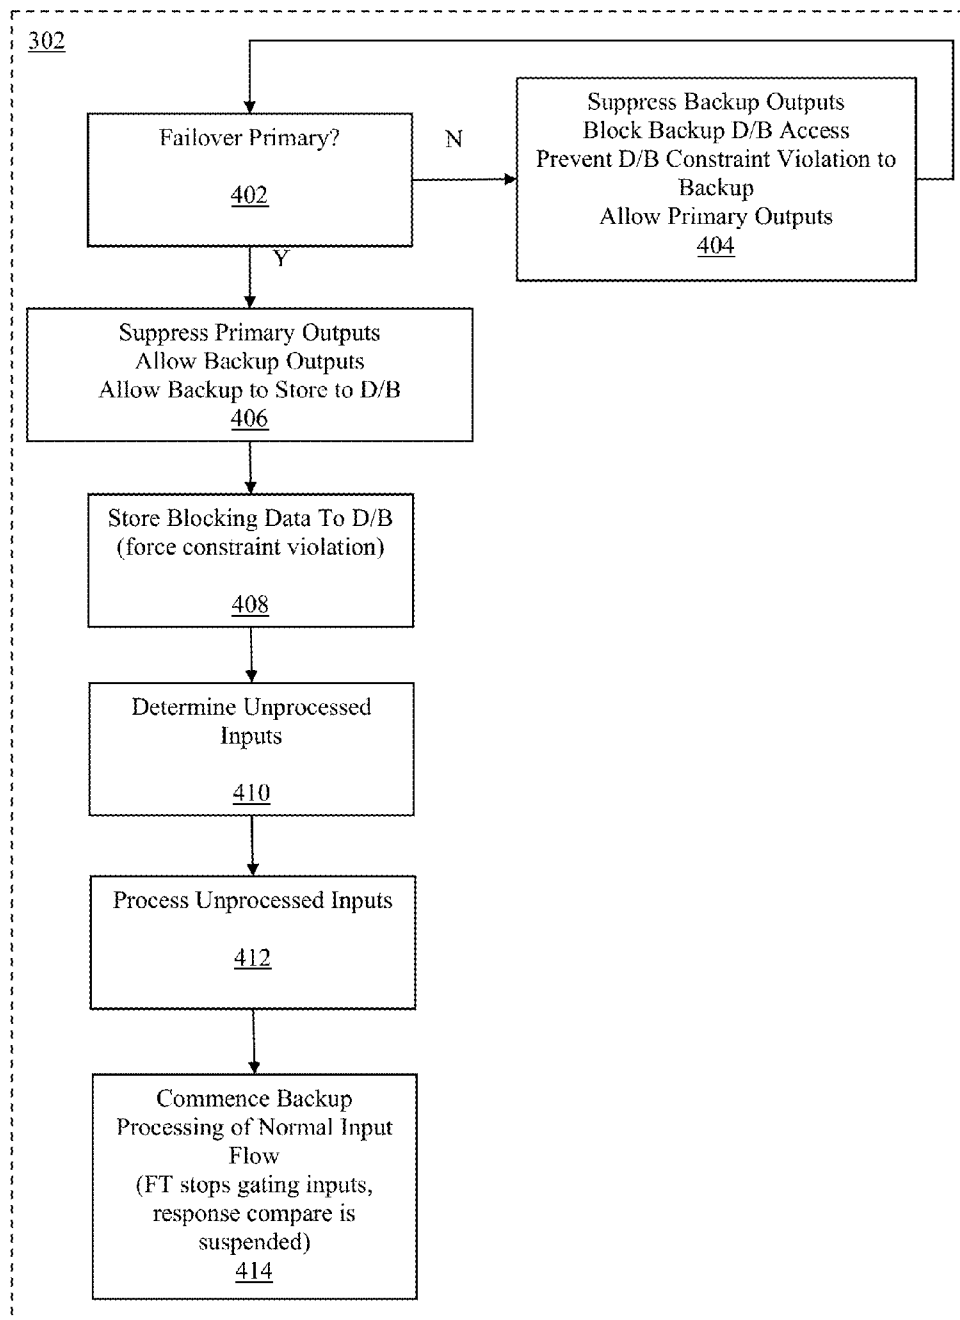 302
Failover Primary?
402
N
Suppress Backup Outputs
Block Backup D/B Access
Prevent D/B Constraint Violation to
Backup
Allow Primary Outputs
404
Y
Suppress Primary Outputs
Allow Backup Outputs
Allow Backup to Store to D/B
406
Store Blocking Data To D/B
(force constraint violation)
408
Determine Unprocessed
Inputs
410
Process Unprocessed Inputs
412
Commence Backup
Processing of Normal Input
Flow
(FT stops gating inputs,
response compare is
suspended)
414